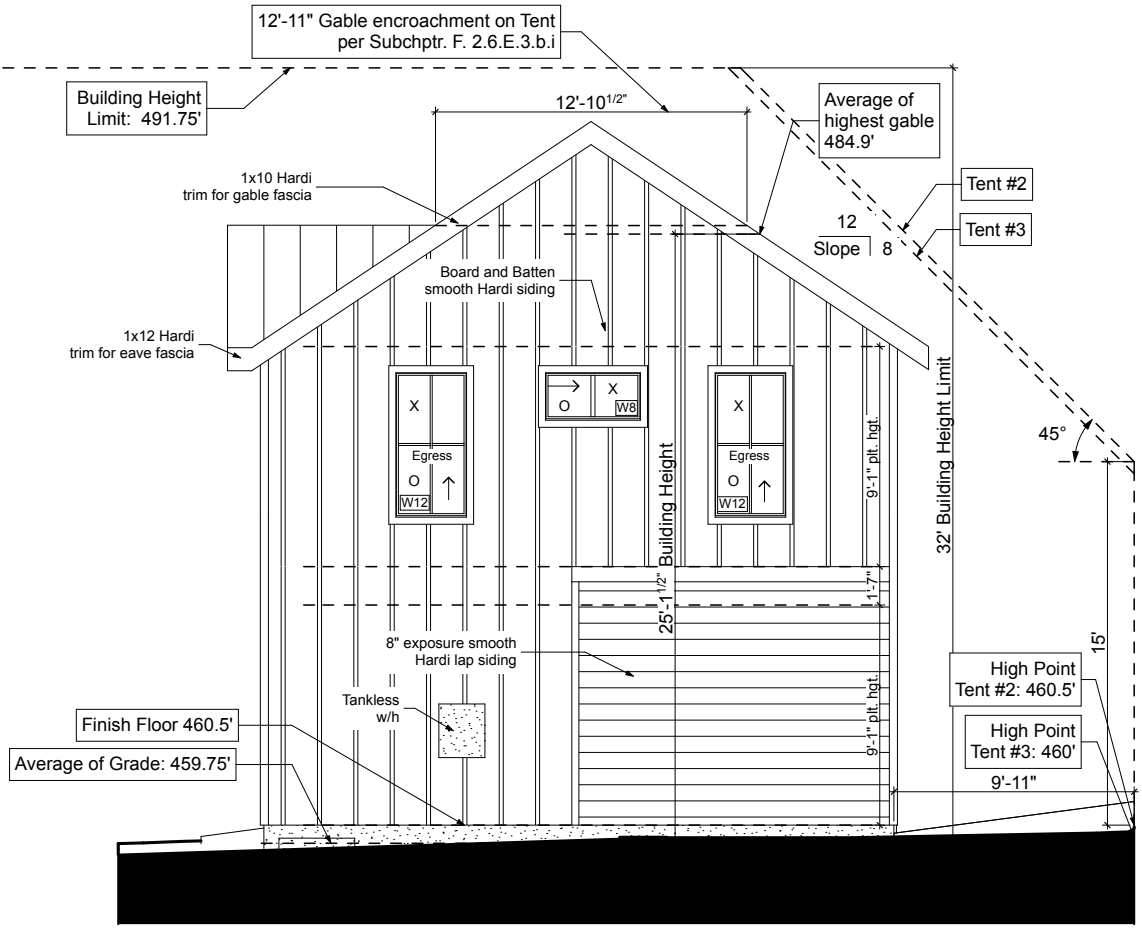 12'-11" Gable encroachment on Tent
per Subchptr. F. 2.6.E.3.b.i
Building Height
Limit: 491.75'
12'-10 1/2"
Average of
highest gable
484.9'
1x10 Hardi
trim for gable fascia
Tent #2
12
Slope 8
Tent #3
Board and Batten
smooth Hardi siding
1x12 Hardi
trim for eave fascia
X
O
X
W8
X
Egress
O
W12
Egress
O
W12
45°
9'-1" plt. hgt.
32' Building Height Limit
25'-1 1/2" Building Height
1'-7"
8" exposure smooth
Hardi lap siding
15'
Tankless
w/h
9'-1" plt. hgt.
High Point
Tent #2: 460.5'
Finish Floor 460.5'
High Point
Tent #3: 460'
Average of Grade: 459.75'
9'-11"